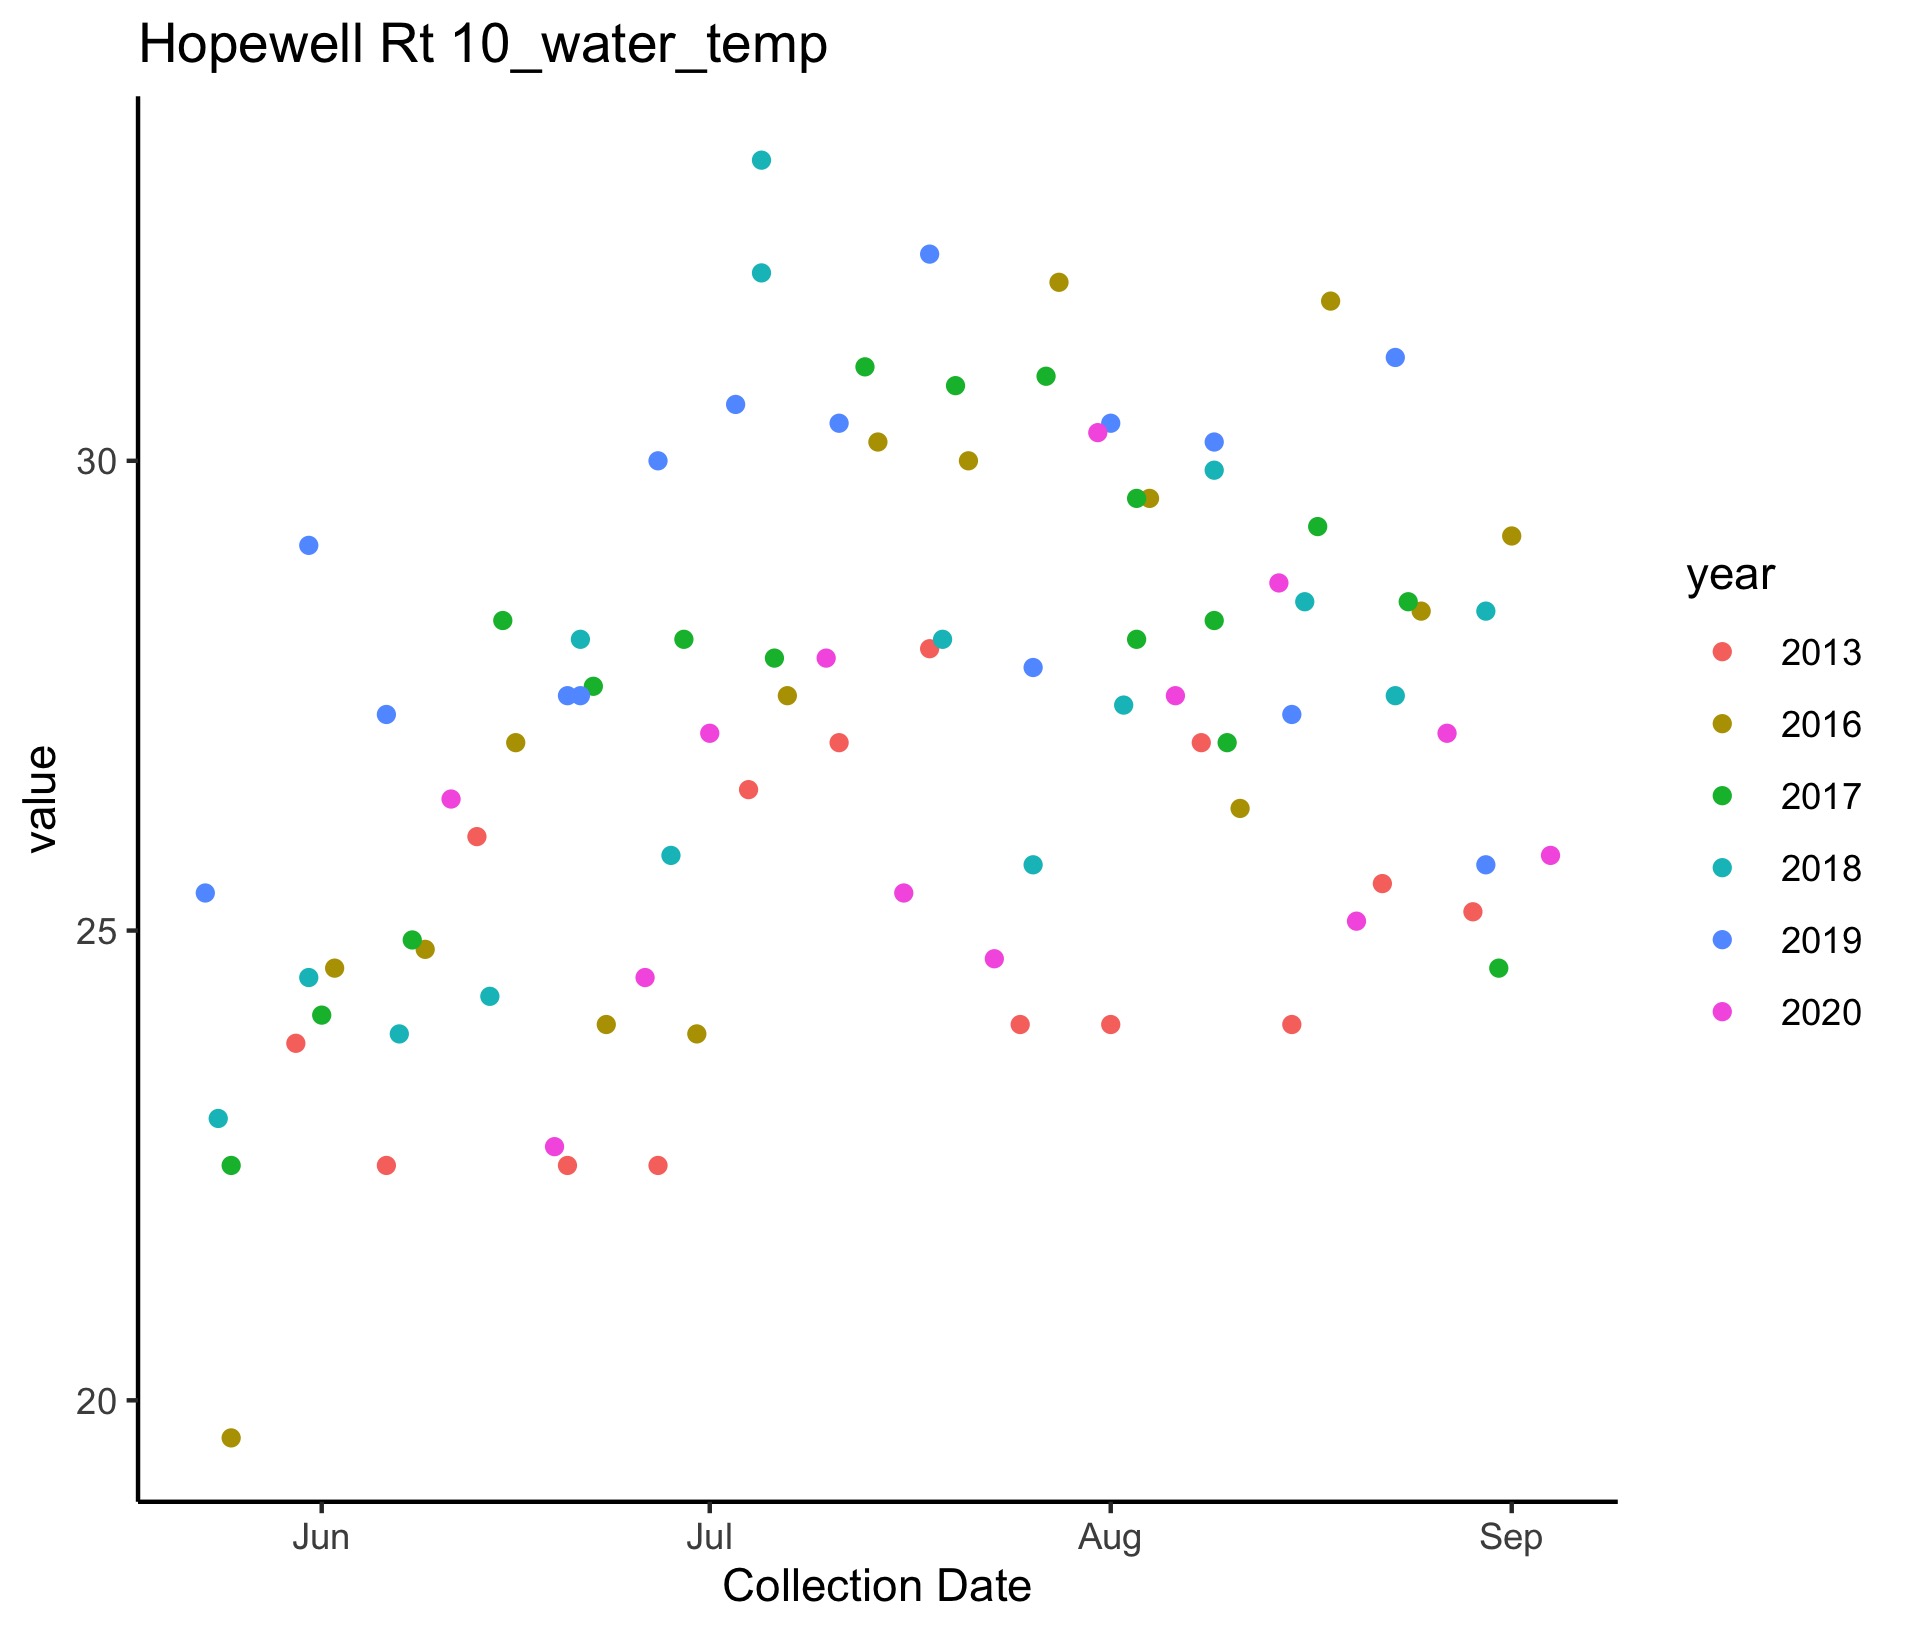 Hopewell Rt 10_water_temp
value
30
25
20
Jun
Jul
Aug
Sep
Collection Date
year
2013
2016
2017
2018
2019
2020